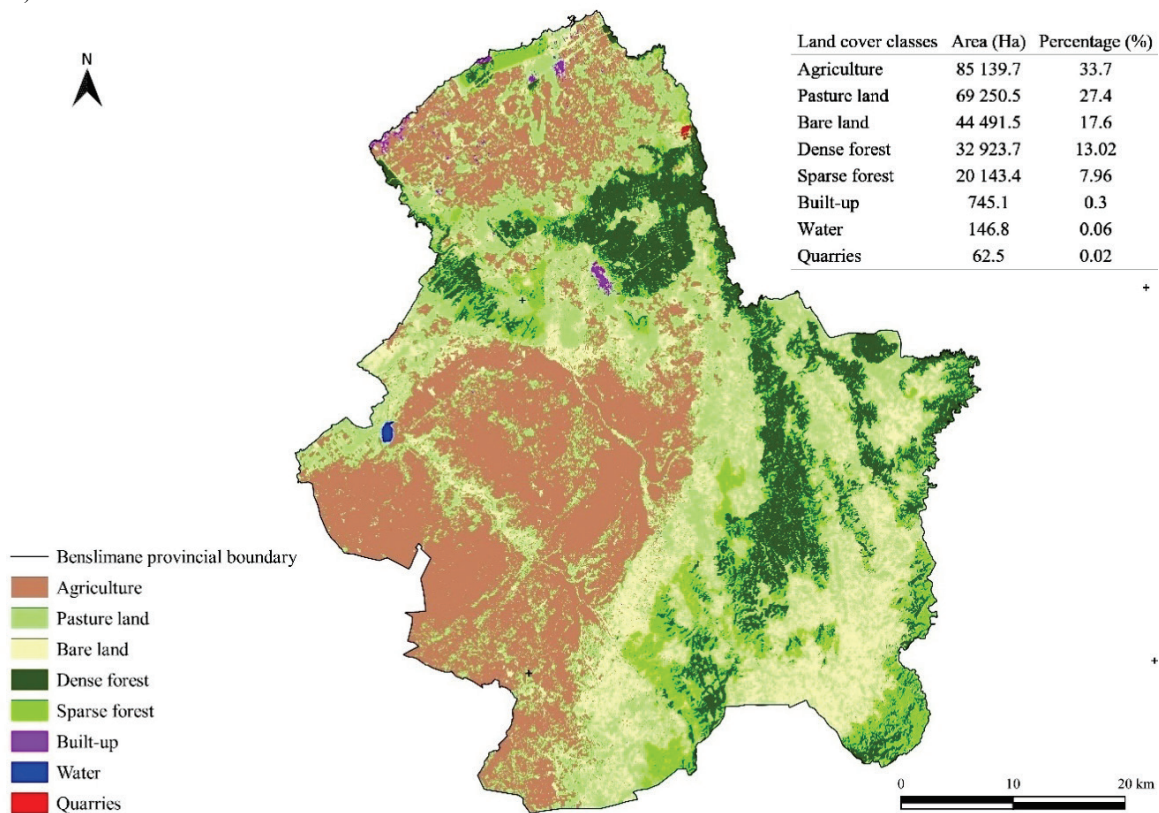 N
Land cover classes Area (Ha) Percentage (%)
Agriculture 85 139.7 33.7
Pasture land 69 250.5 27.4
Bare land 44 491.5 17.6
Dense forest 32 923.7 13.02
Sparse forest 20 143.4 7.96
Built-up 745.1 0.3
Water 146.8 0.06
Quarries 62.5 0.02
Benslimane provincial boundary
Agriculture
Pasture land
Bare land
Dense forest
Sparse forest
Built-up
Water
Quarries
0 10 20 km